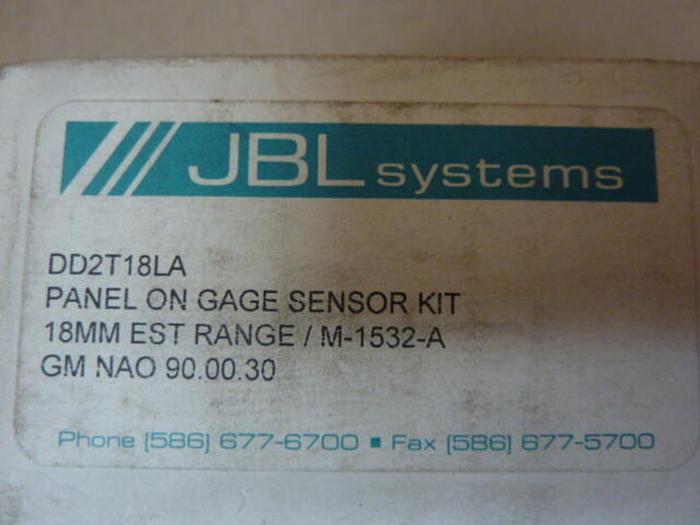 JBL systems
DD2T18LA
PANEL ON GAGE SENSOR KIT
18MM EST RANGE / M-1532-A
GM NAO 90.00.30
Phone (586) 677-6700 ▪ Fax (586) 677-5700